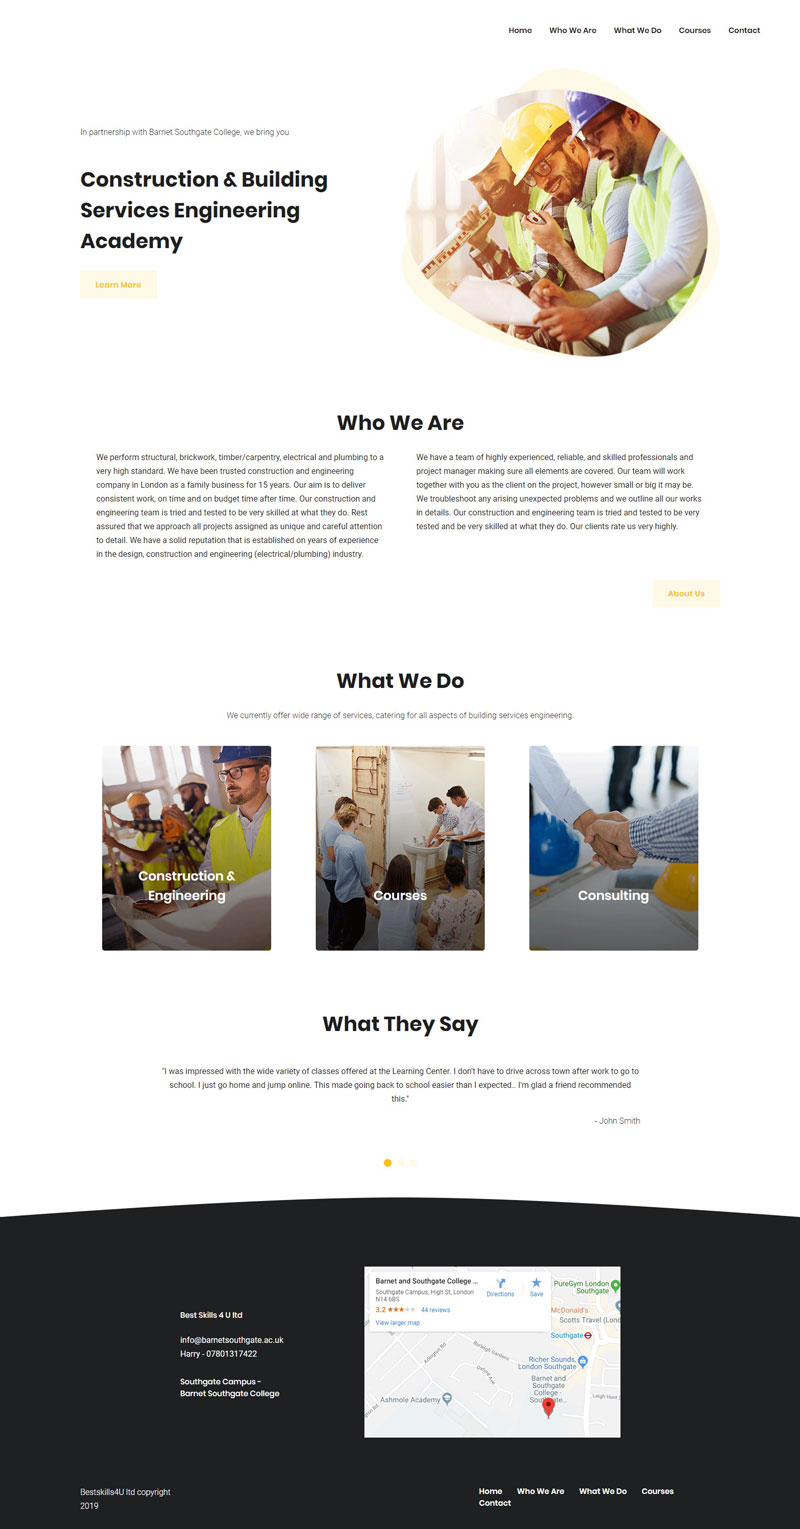 Home Who We Are What We Do Courses Contact
In partnership with Barnet Southgate College, we bring you
Construction & Building
Services Engineering
Academy
Learn More
Who We Are
We perform structural, brickwork, timber/carpentry, electrical and plumbing to a
very high standard. We have been trusted construction and engineering
company in London as a family business for 15 years. Our aim is to deliver
consistent work, on time and on budget time after time. Our construction and
engineering team is tried and tested to be very skilled at what they do. Rest
assured that we approach all projects assigned as unique and careful attention
to detail. We have a solid reputation that is established on years of experience
in the design, construction and engineering (electrical/plumbing) industry.
We have a team of highly experienced, reliable, and skilled professionals and
project manager making sure all elements are covered. Our team will work
together with you as the client on the project, however small or big it may be.
We troubleshoot any arising unexpected problems and we outline all our works
in details. Our construction and engineering team is tried and tested to be very
tested and be very skilled at what they do. Our clients rate us very highly.
About Us
What We Do
We currently offer wide range of services, catering for all aspects of building services engineering.
Construction &
Engineering
Courses
Consulting
What They Say
"I was impressed with the wide variety of classes offered at the Learning Center. I don't have to drive across town after work to go to
school. I just go home and jump online. This made going back to school easier than I expected.. I'm glad a friend recommended
this."
- John Smith
Best Skills 4 U ltd
info@barnetsouthgate.ac.uk
Harry - 07801317422
Southgate Campus -
Barnet Southgate College
Barnet and Southgate College ...
Southgate Campus, High St, London
N14 6BS
3.2 44 reviews
View larger map
Directions
Save
PureGym London
Southgate
McDonald's
Scotts Travel (Lond
Southgate
Richer Sounds,
London Southgate
Burleigh Gardens
Arlington Rd
Oxford Ave
Barnet and
Southgate
College -
Southgate...
Leigh Hunt
Ashmole Academy
Bestskills4U ltd copyright
2019
Home Who We Are What We Do Courses
Contact